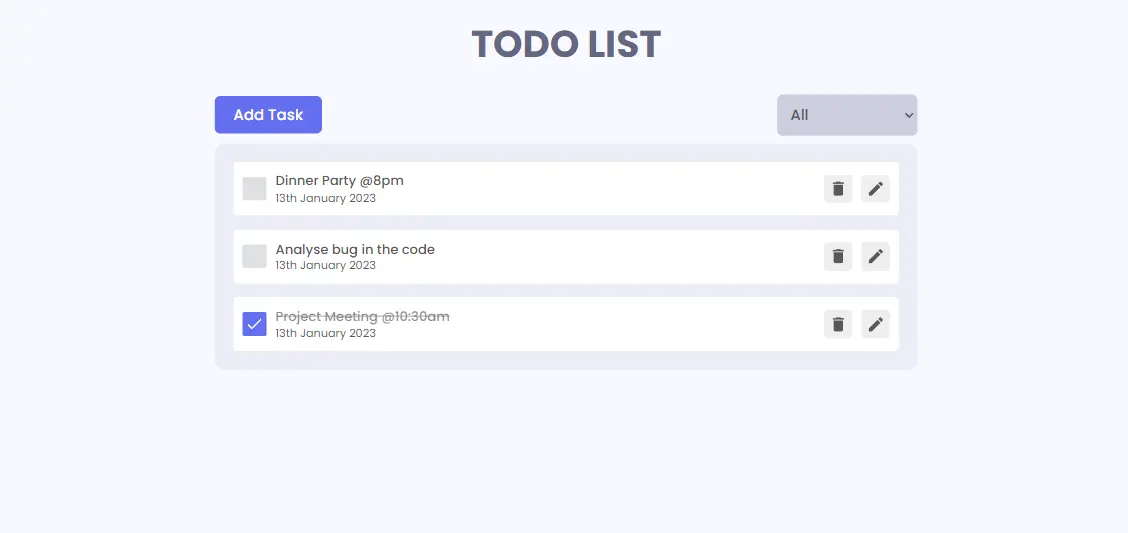 TODO LIST
Add Task
All
Dinner Party @8pm
13th January 2023
Analyse bug in the code
13th January 2023
Project Meeting @10:30am
13th January 2023